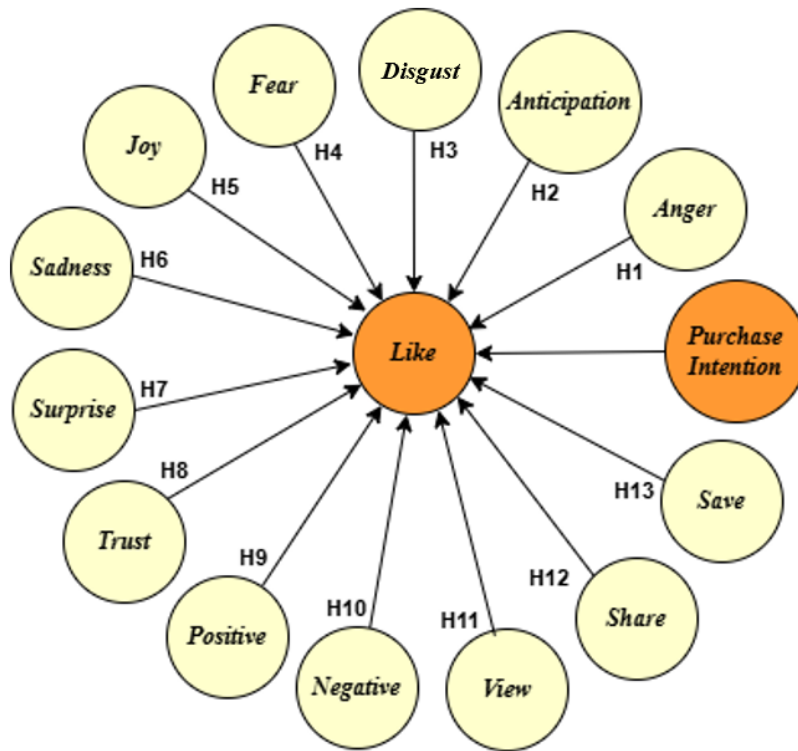 Disgust
Fear
Anticipation
H3
H4
Joy
H5
H2
Anger
Sadness
H6
H1
Like
Purchase
Intention
H7
Surprise
H8
H13
Save
Trust
H9
H12
H10
H11
Share
Positive
Negative
View